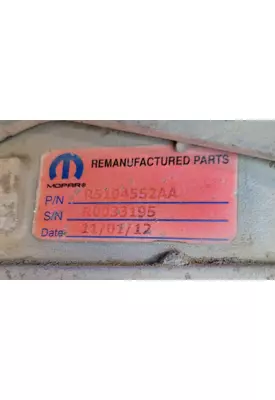 REMANUFACTURED PARTS
MOPAR
P/N R5104552AA
S/N R0033195
Date: 11/01/12